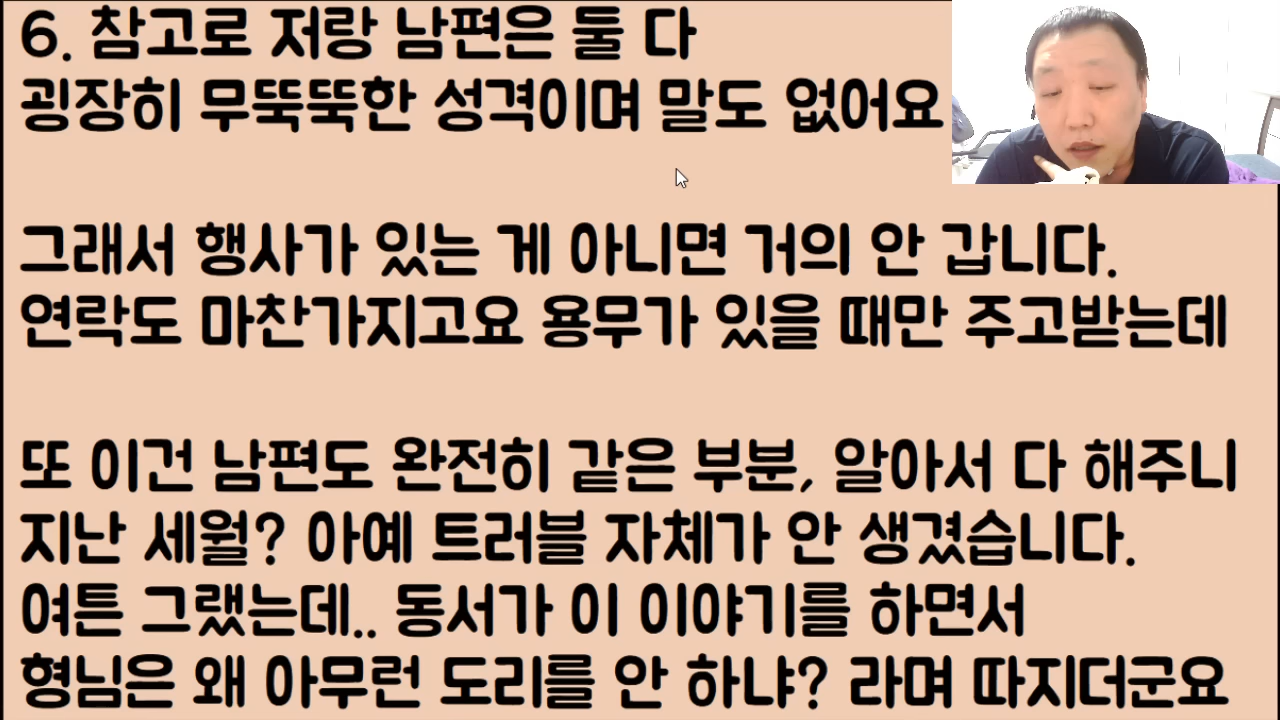 6. 참고로 저랑 남편은 둘 다
굉장히 무뚝뚝한 성격이며 말도 없어요
그래서 행사가 있는 게 아니면 거의 안 갑니다.
연락도 마찬가지고요 용무가 있을 때만 주고받는데
또 이건 남편도 완전히 같은 부분, 알아서 다 해주니
지난 세월? 아예 트러블 자체가 안 생겼습니다.
여튼 그랬는데.. 동서가 이 이야기를 하면서
형님은 왜 아무런 도리를 안 하냐? 라며 따지더군요